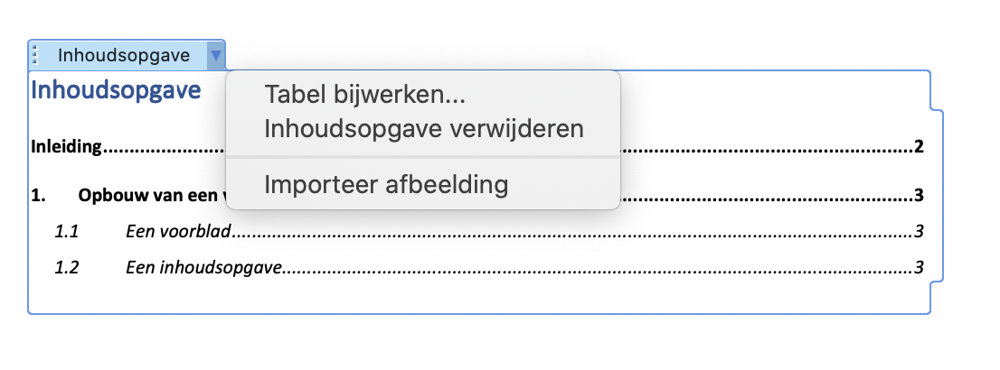 Inhoudsopgave
Inhoudsopgave
Tabel bijwerken...
Inhoudsopgave verwijderen
Importeer afbeelding
Inleiding.......................................................................2
1. Opbouw van een .......................................................................3
1.1 Een voorblad.......................................................................3
1.2 Een inhoudsopgave.......................................................................3